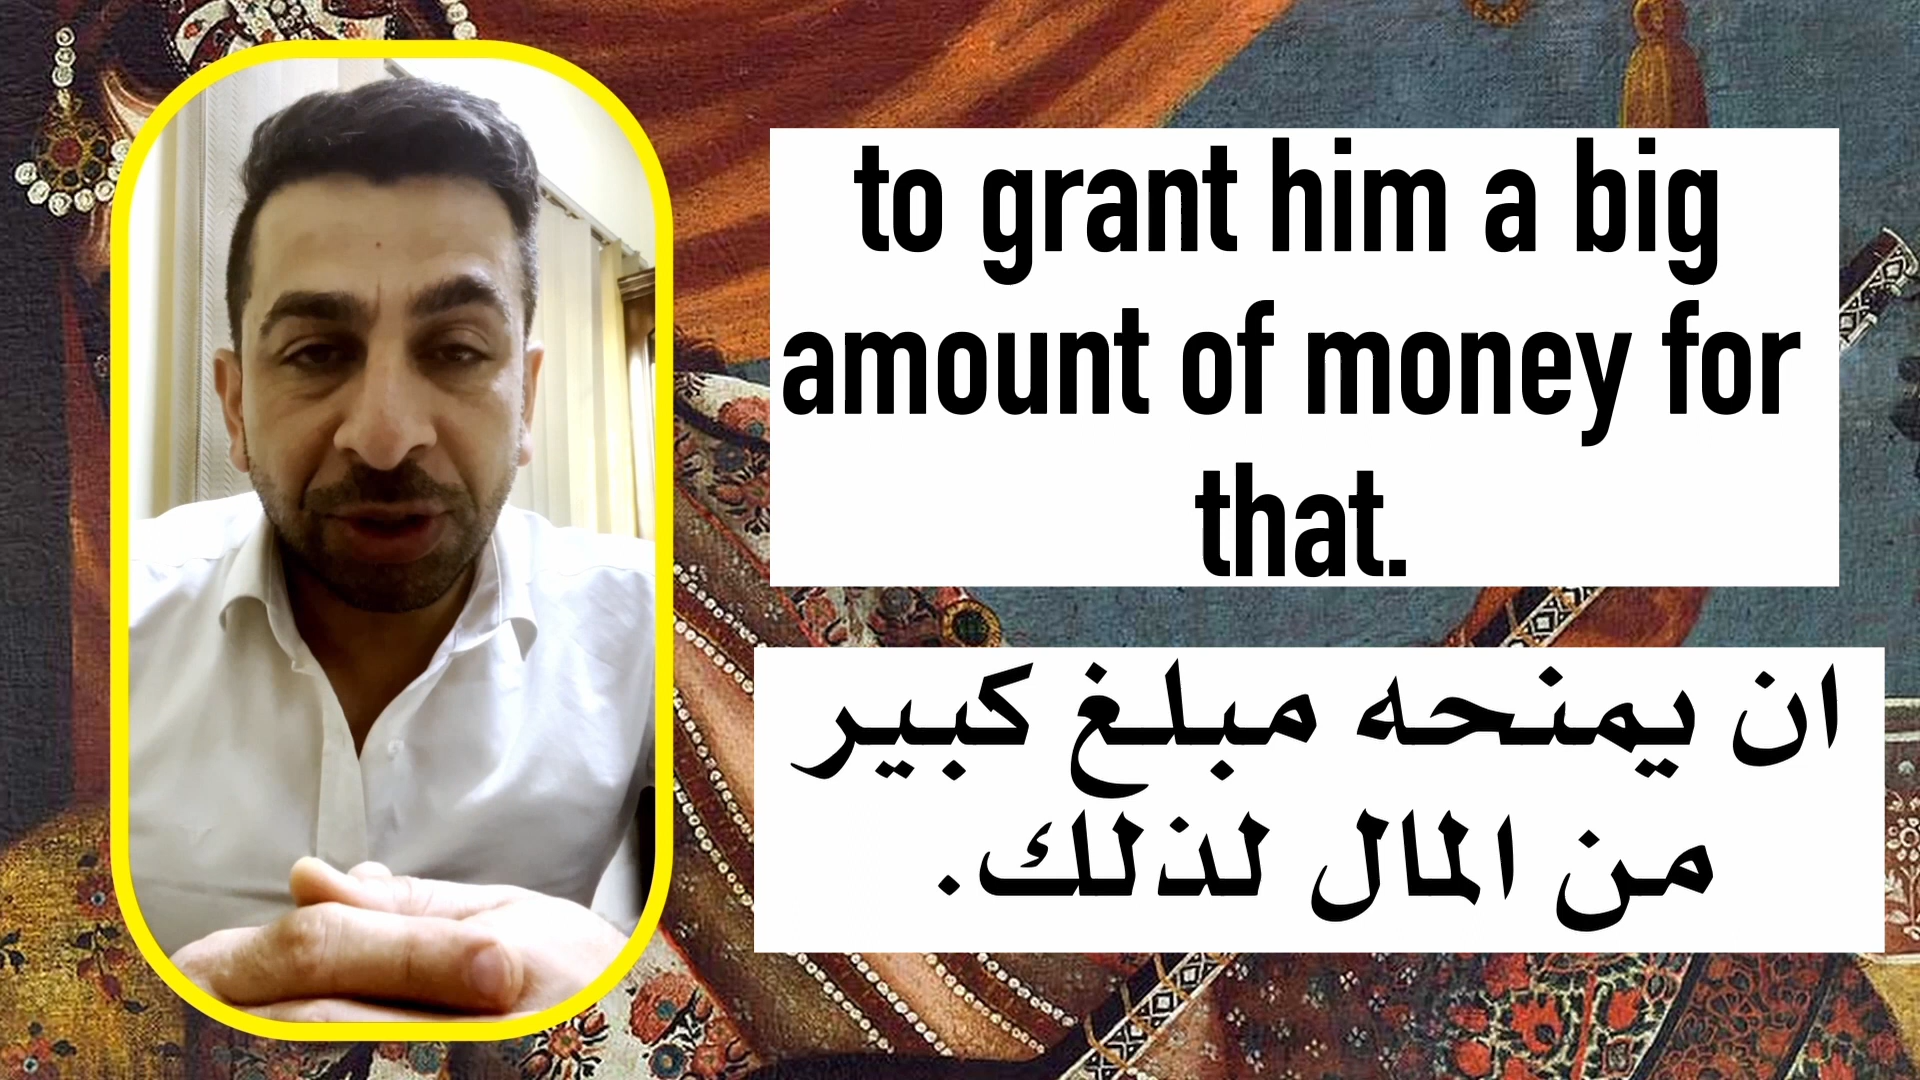 to grant him a big
amount of money for
that.
ان يمنحه مبلغ كبير
من المال لذلك.